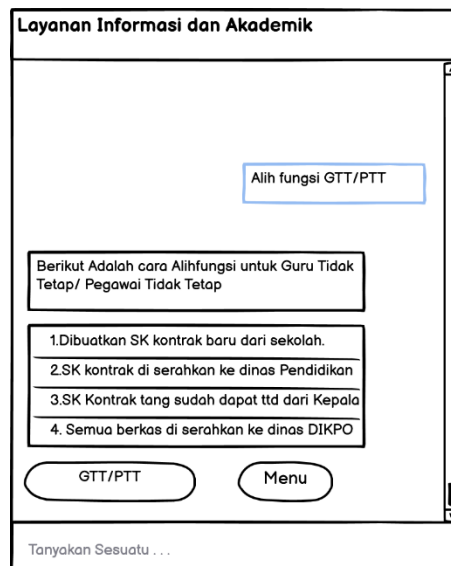 Layanan Informasi dan Akademik
Alih fungsi GTT/PTT
Berikut Adalah cara Alihfungsi untuk Guru Tidak
Tetap/ Pegawai Tidak Tetap
1.Dibuatkan SK kontrak baru dari sekolah.
2.SK kontrak di serahkan ke dinas Pendidikan
3.SK Kontrak tang sudah dapat ttd dari Kepala
4. Semua berkas di serahkan ke dinas DIKPO
GTT/PTT
Menu
Tanyakan Sesuatu . . .